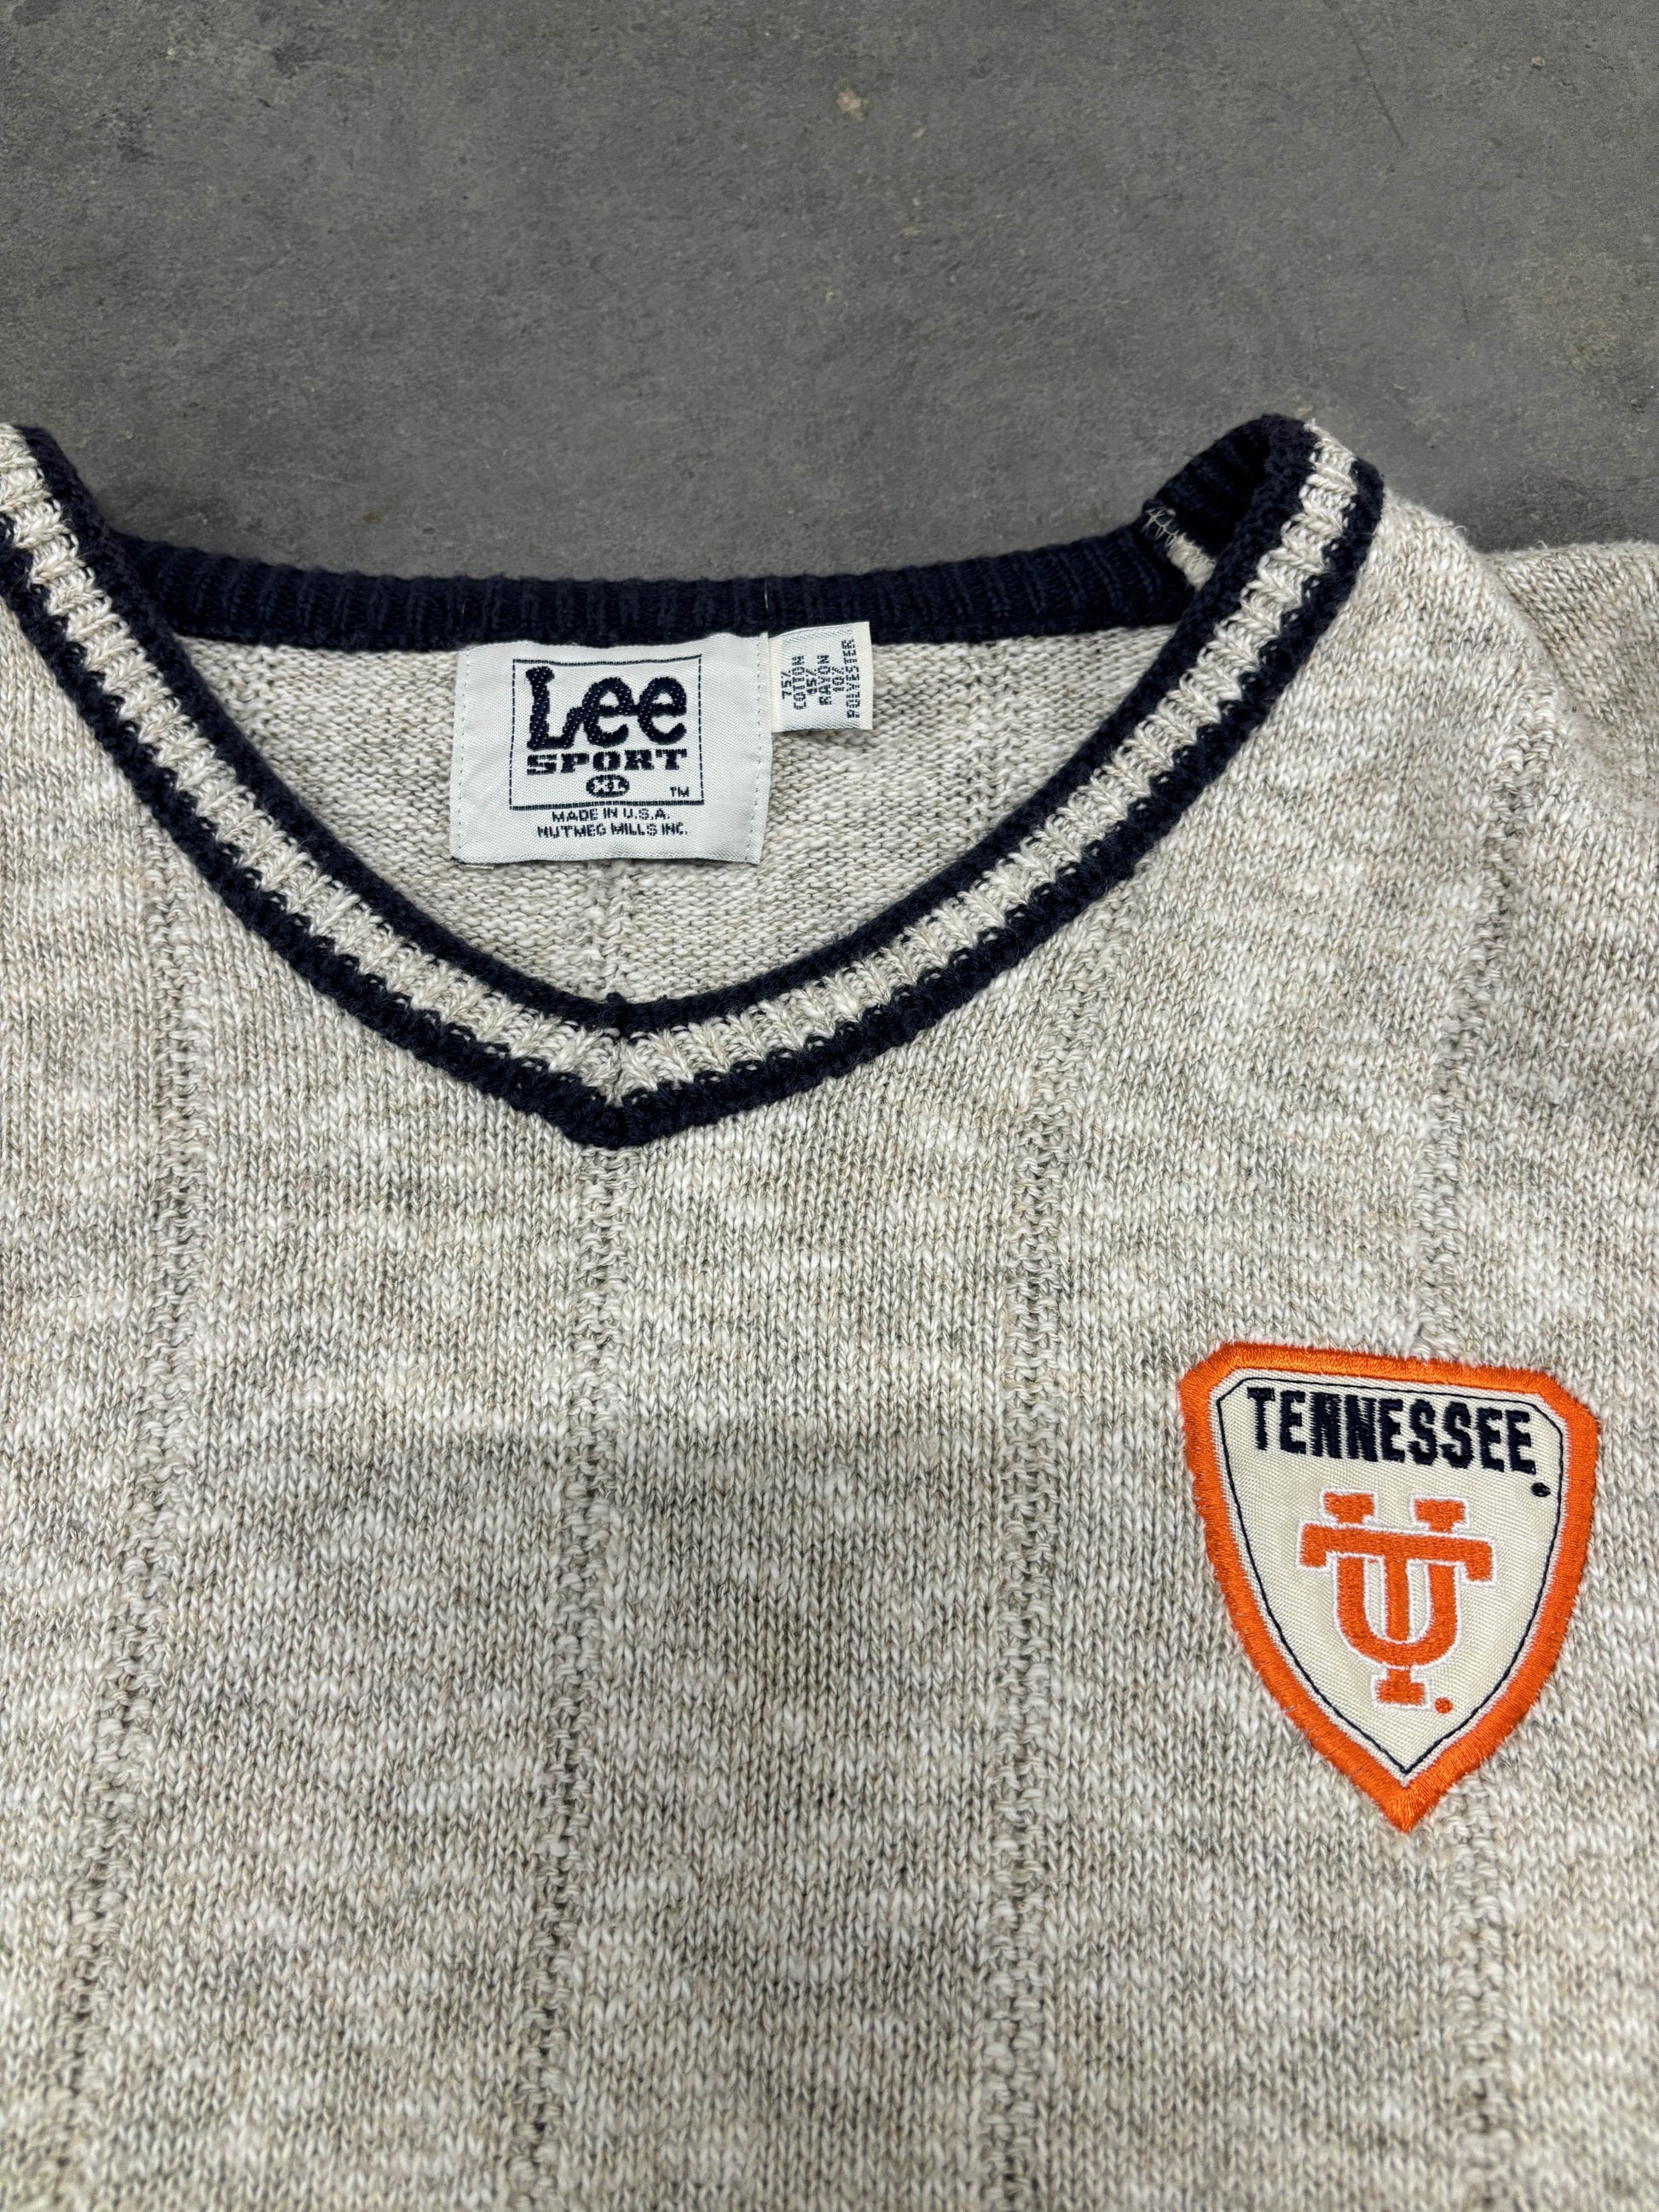 Lee
SPORT
XL
TM
MADE IN U.S.A.
NUTMEG MILLS INC.
75%
COTTON
15%
RAYON
10%
POLYESTER
TENNESSEE
UT